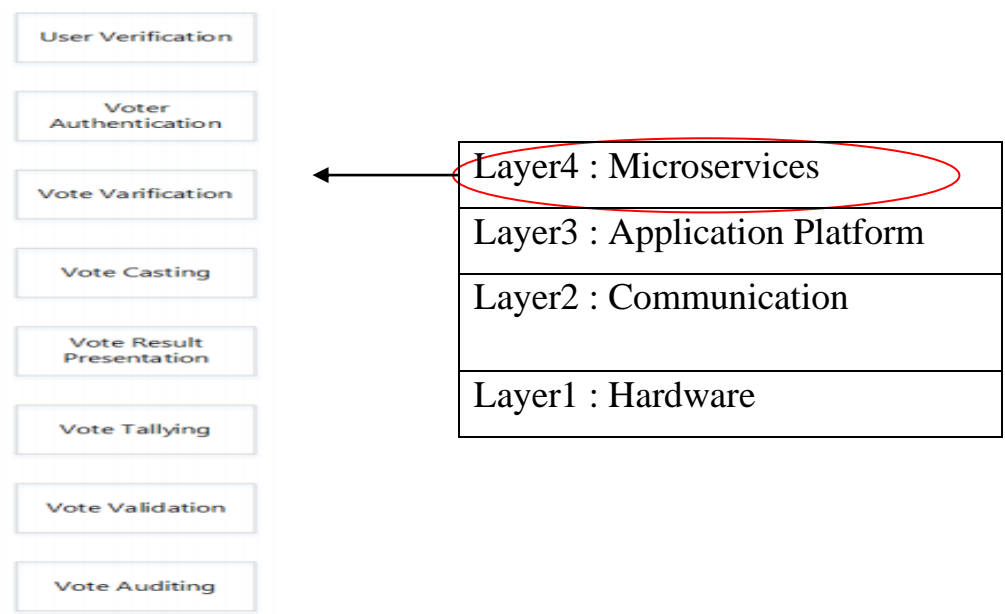 User Verification
Voter
Authentication
Vote Varification
Vote Casting
Vote Result
Presentation
Vote Tallying
Vote Validation
Vote Auditing
Layer4 : Microservices
Layer3 : Application Platform
Layer2 : Communication
Layer1 : Hardware